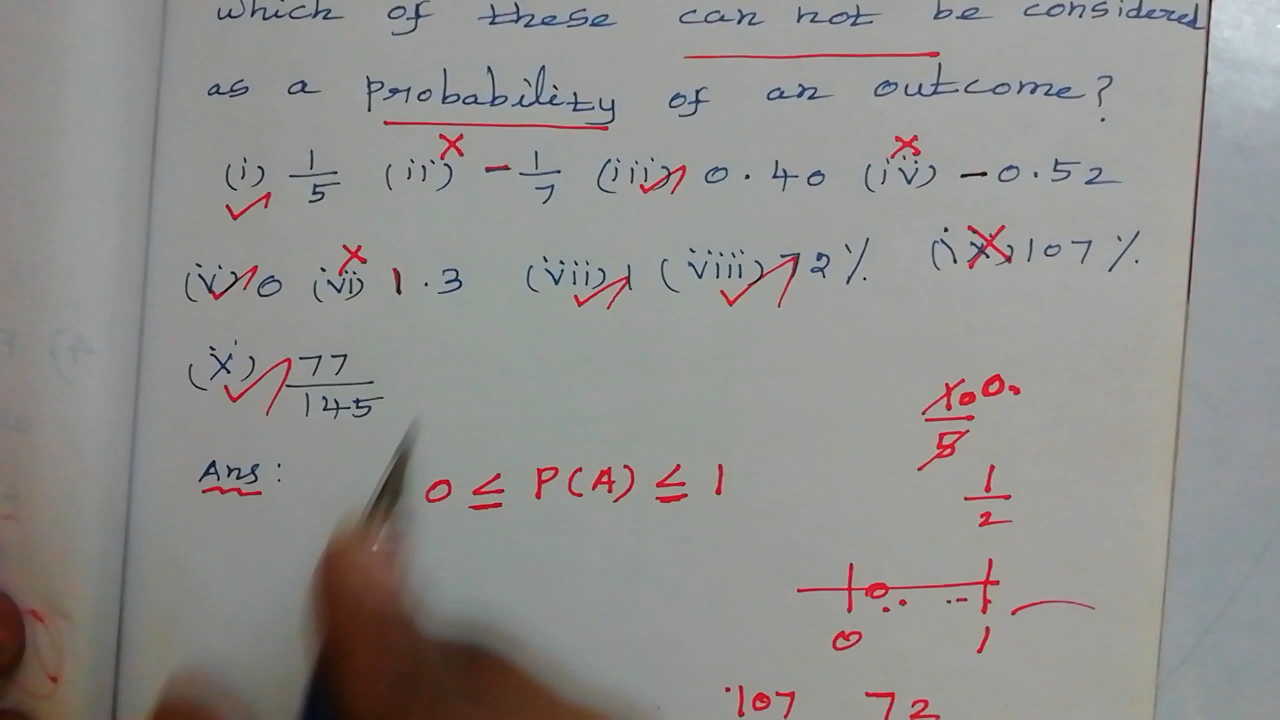 which of these can not be considered
as a probability of an outcome?
(i) 1/5 (ii) -1/7 (iii) 0.40 (iv) -0.52
(v) 0 (vi) 1.3 (vii) 1 (viii) 72% (ix) 107%
(x) 77/145
Ans: 0 ≤ P(A) ≤ 1
1/2
0 1
107 72